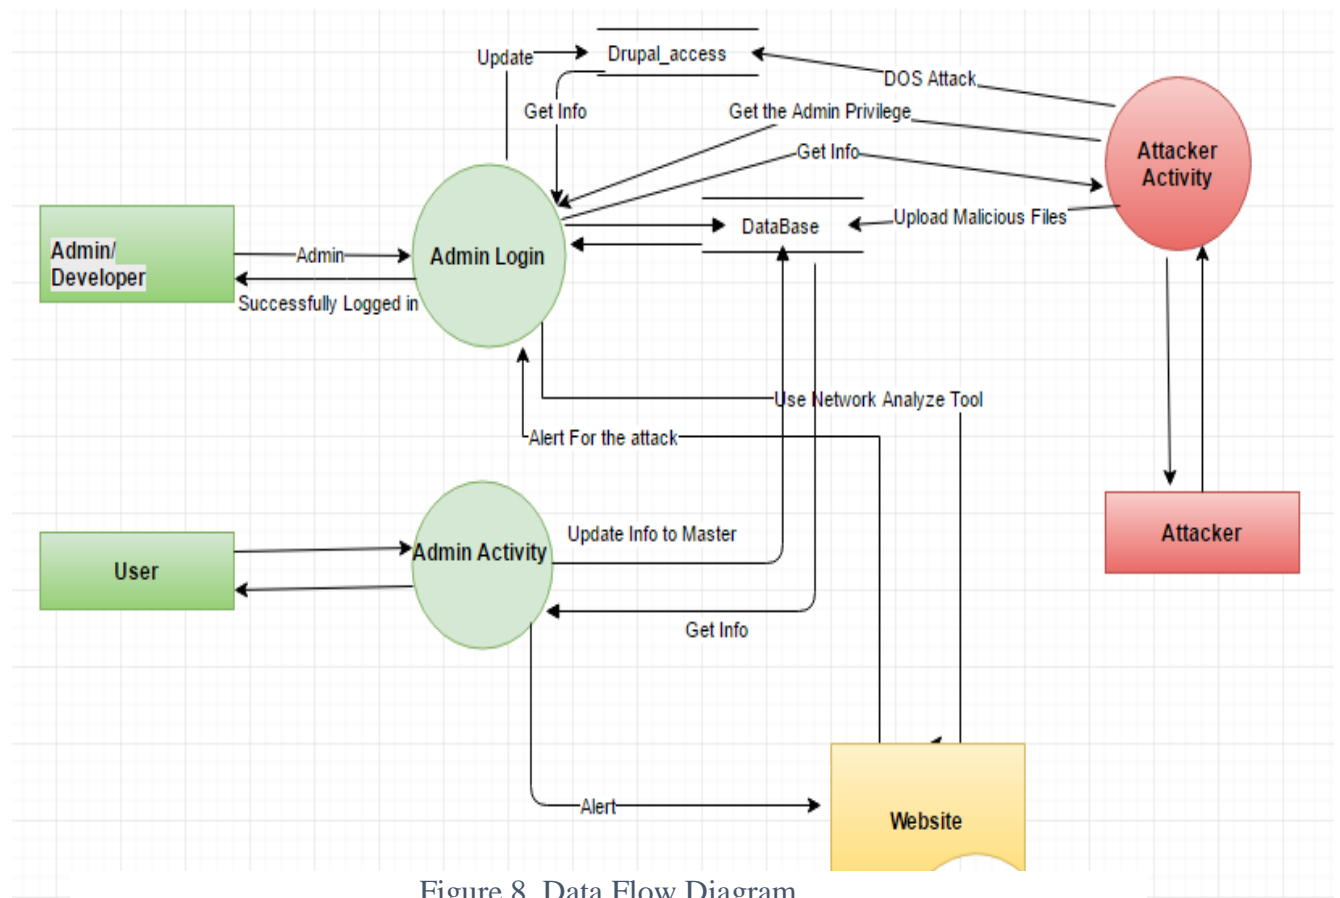 Update
Drupal_access
DOS Attack
Get Info
Get the Admin Privilege
Get Info
Attacker
Activity
Upload Malicious Files
DataBase
Admin/
Developer
Admin
Admin Login
Successfully Logged in
Use Network Analyze Tool
Alert For the attack
Update Info to Master
Admin Activity
User
Attacker
Get Info
Alert
Website
Figure 8 Data Flow Diagram